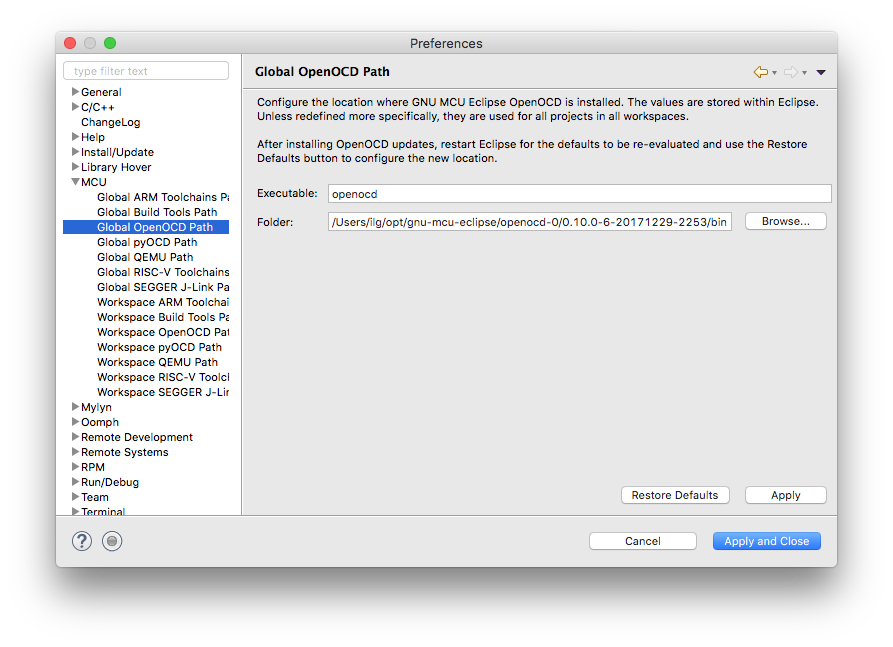 Preferences
type filter text
General
C/C++
ChangeLog
Help
Install/Update
Library Hover
MCU
Global ARM Toolchains Pa
Global Build Tools Path
Global OpenOCD Path
Global pyOCD Path
Global QEMU Path
Global RISC-V Toolchains
Global SEGGER J-Link Pa
Workspace ARM Toolchai
Workspace Build Tools Pa
Workspace OpenOCD Pat
Workspace pyOCD Path
Workspace QEMU Path
Workspace RISC-V Toolcl
Workspace SEGGER J-Lir
Mylyn
Oomph
Remote Development
Remote Systems
RPM
Run/Debug
Team
Terminal
Global OpenOCD Path
Configure the location where GNU MCU Eclipse OpenOCD is installed. The values are stored within Eclipse.
Unless redefined more specifically, they are used for all projects in all workspaces.
After installing OpenOCD updates, restart Eclipse for the defaults to be re-evaluated and use the Restore
Defaults button to configure the new location.
Executable: openocd
Folder: /Users/ilg/opt/gnu-mcu-eclipse/openocd-0/0.10.0-6-20171229-2253/bin Browse...
Restore Defaults Apply
? Cancel Apply and Close